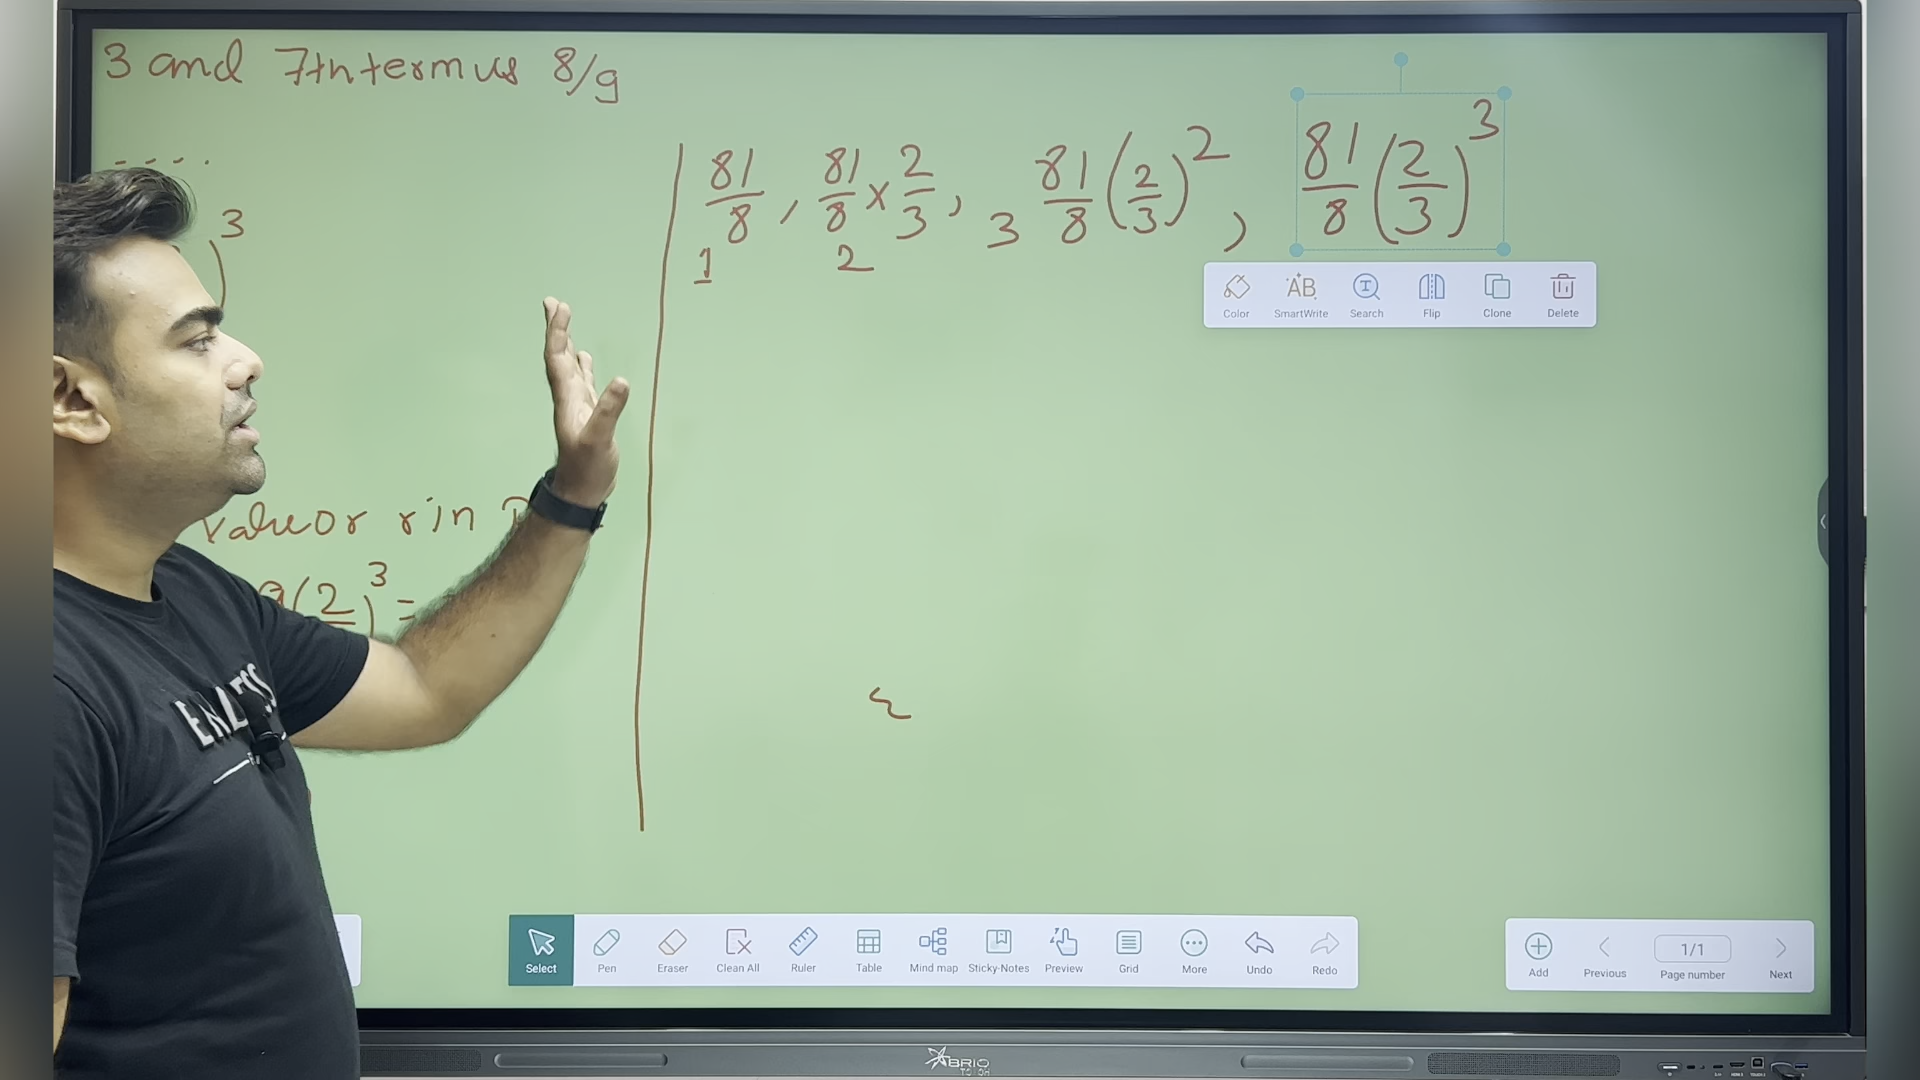 3 and 7th term us 8/9
81/8, 81/8 × 2/3, 81/8 (2/3)^2, 81/8 (2/3)^3
1 2 3
)^3
Color SmartWrite Search Flip Clone Delete
value or r in
(2 )^3 =
Select Pen Eraser Clean All Ruler Table Mind map Sticky-Notes Preview Grid More Undo Redo
Add Previous 1/1 Page number Next
BRIO